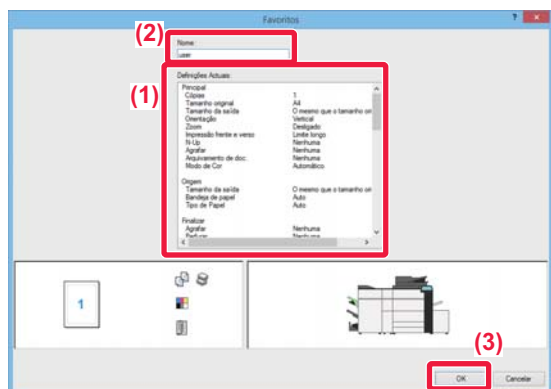 Favoritos
? ×
(2)
Nome
user
(1)
Definições Actuais:
Principal
Cópias 1
Tamanho original A4
Tamanho da saída O mesmo que o tamanho ori
Orientação Vertical
Zoom Desligado
Impressão frente e verso Limite longo
N-Up Nenhuma
Agrafar Nenhuma
Arquivamento de doc. Nenhuma
Modo de Cor Automático
Origem
Tamanho da saída O mesmo que o tamanho ori
Bandeja de papel Auto
Tipo de Papel Auto
Finalizar
Agrafar Nenhuma
Perfurar Nenhuma
1
(3)
OK Cancelar